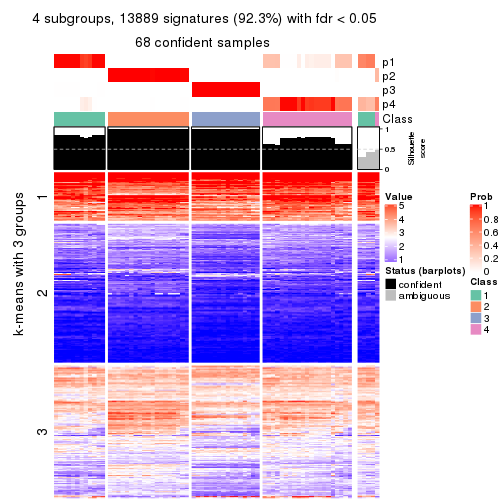 4 subgroups, 13889 signatures (92.3%) with fdr < 0.05
68 confident samples
p1
p2
p3
p4
Class
1
0.5
0
Silhouette
score
k-means with 3 groups
1
2
3
Value
5
4
3
2
1
Status (barplots)
confident
ambiguous
Prob
1
0.8
0.6
0.4
0.2
0
Class
1
2
3
4